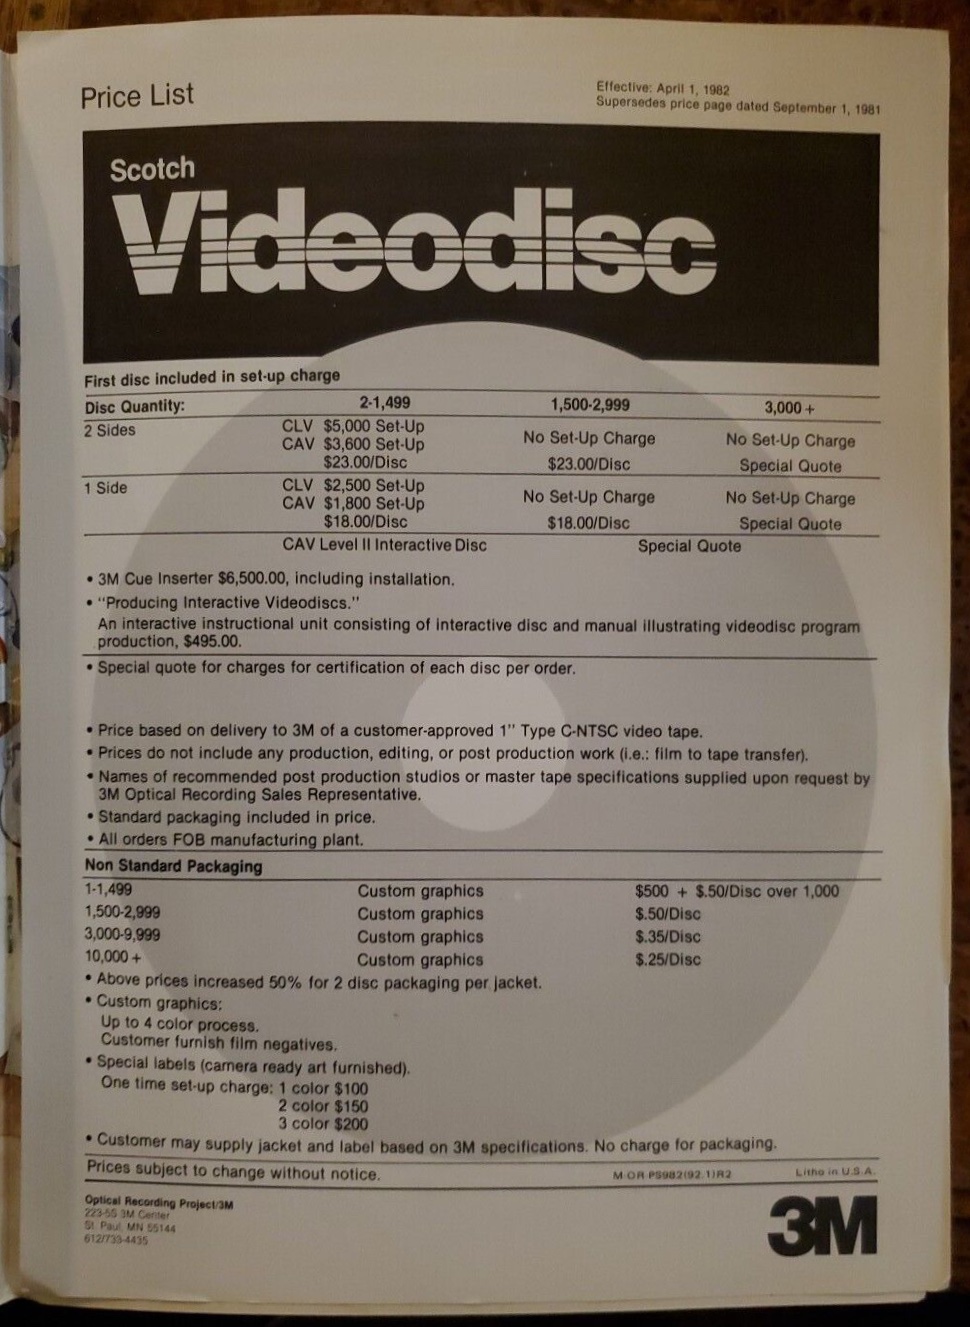 Price List
Effective: April 1, 1982
Supersedes price page dated September 1, 1981
Scotch
Videodisc
First disc included in set-up charge
Disc Quantity: 2-1,499 1,500-2,999 3,000 +
2 Sides CLV $5,000 Set-Up
CAV $3,600 Set-Up No Set-Up Charge No Set-Up Charge
$23.00/Disc $23.00/Disc Special Quote
1 Side CLV $2,500 Set-Up
CAV $1,800 Set-Up No Set-Up Charge No Set-Up Charge
$18.00/Disc $18.00/Disc Special Quote
CAV Level II Interactive Disc Special Quote
• 3M Cue Inserter $6,500.00, including installation.
• "Producing Interactive Videodiscs."
An interactive instructional unit consisting of interactive disc and manual illustrating videodisc program
production, $495.00.
• Special quote for charges for certification of each disc per order.
• Price based on delivery to 3M of a customer-approved 1" Type C-NTSC video tape.
• Prices do not include any production, editing, or post production work (i.e.: film to tape transfer).
• Names of recommended post production studios or master tape specifications supplied upon request by
3M Optical Recording Sales Representative.
• Standard packaging included in price.
• All orders FOB manufacturing plant.
Non Standard Packaging
1-1,499 Custom graphics $500 + $.50/Disc over 1,000
1,500-2,999 Custom graphics $.50/Disc
3,000-9,999 Custom graphics $.35/Disc
10,000 + Custom graphics $.25/Disc
• Above prices increased 50% for 2 disc packaging per jacket.
• Custom graphics:
Up to 4 color process.
Customer furnish film negatives.
• Special labels (camera ready art furnished).
One time set-up charge: 1 color $100
2 color $150
3 color $200
• Customer may supply jacket and label based on 3M specifications. No charge for packaging.
Prices subject to change without notice. M-OR-PS982(92.1)R2 Litho in U.S.A.
Optical Recording Project/3M
223-5S 3M Center
St. Paul, MN 55144
612/733-4435
3M